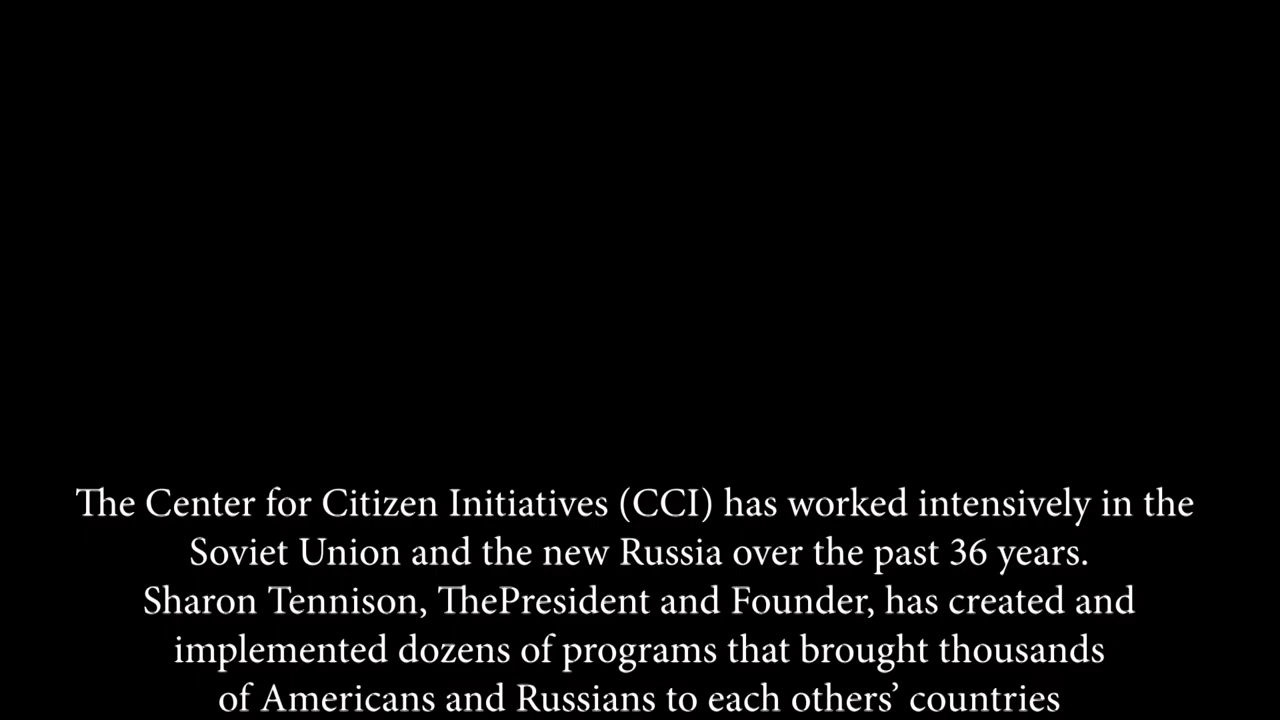 The Center for Citizen Initiatives (CCI) has worked intensively in the
Soviet Union and the new Russia over the past 36 years.
Sharon Tennison, ThePresident and Founder, has created and
implemented dozens of programs that brought thousands
of Americans and Russians to each others’ countries